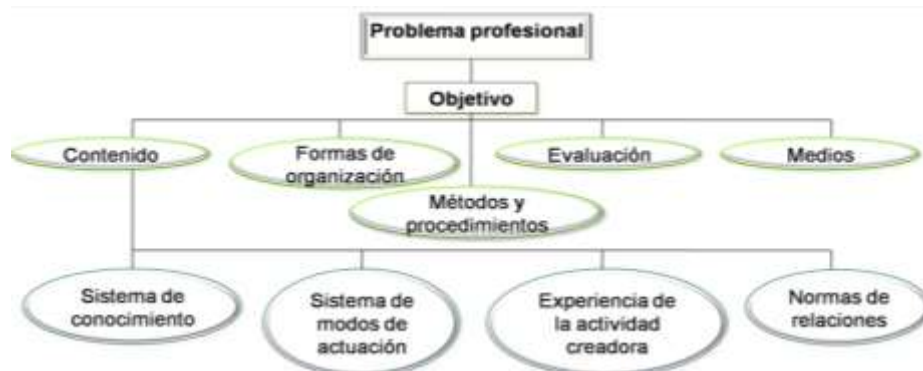 Problema profesional
Objetivo
Contenido
Formas de
organización
Evaluación
Medios
Métodos y
procedimientos
Sistema de
conocimiento
Sistema de
modos de
actuación
Experiencia de
la actividad
creadora
Normas de
relaciones